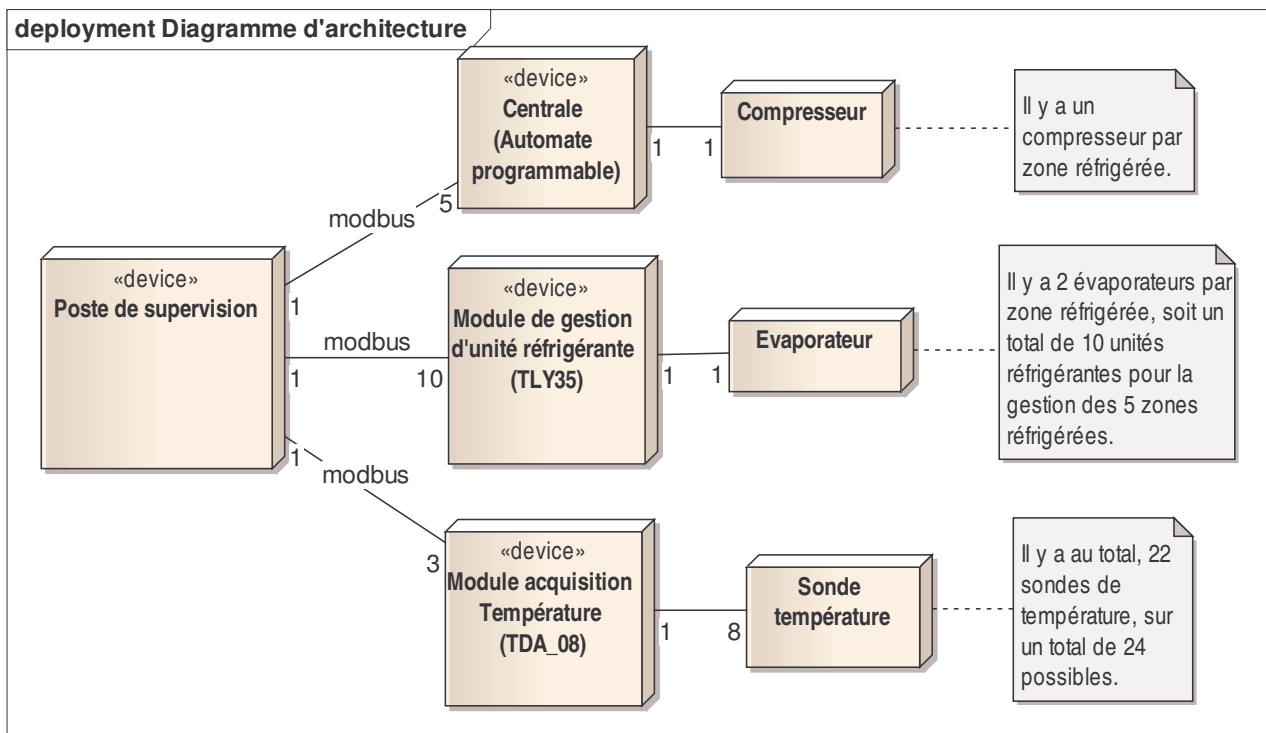 deployment Diagramme d'architecture
«device»
Centrale
(Automate
programmable)
1
1
Compresseur
Il y a un
compresseur par
zone réfrigérée.
5
modbus
1
«device»
Poste de supervision
modbus
1
10
«device»
Module de gestion
d'unité réfrigérante
(TLY35)
1
1
Evaporateur
Il y a 2 évaporateurs par
zone réfrigérée, soit un
total de 10 unités
réfrigérantes pour la
gestion des 5 zones
réfrigérées.
1
modbus
3
«device»
Module acquisition
Température
(TDA_08)
1
8
Sonde
température
Il y a au total, 22
sondes de
température, sur
un total de 24
possibles.